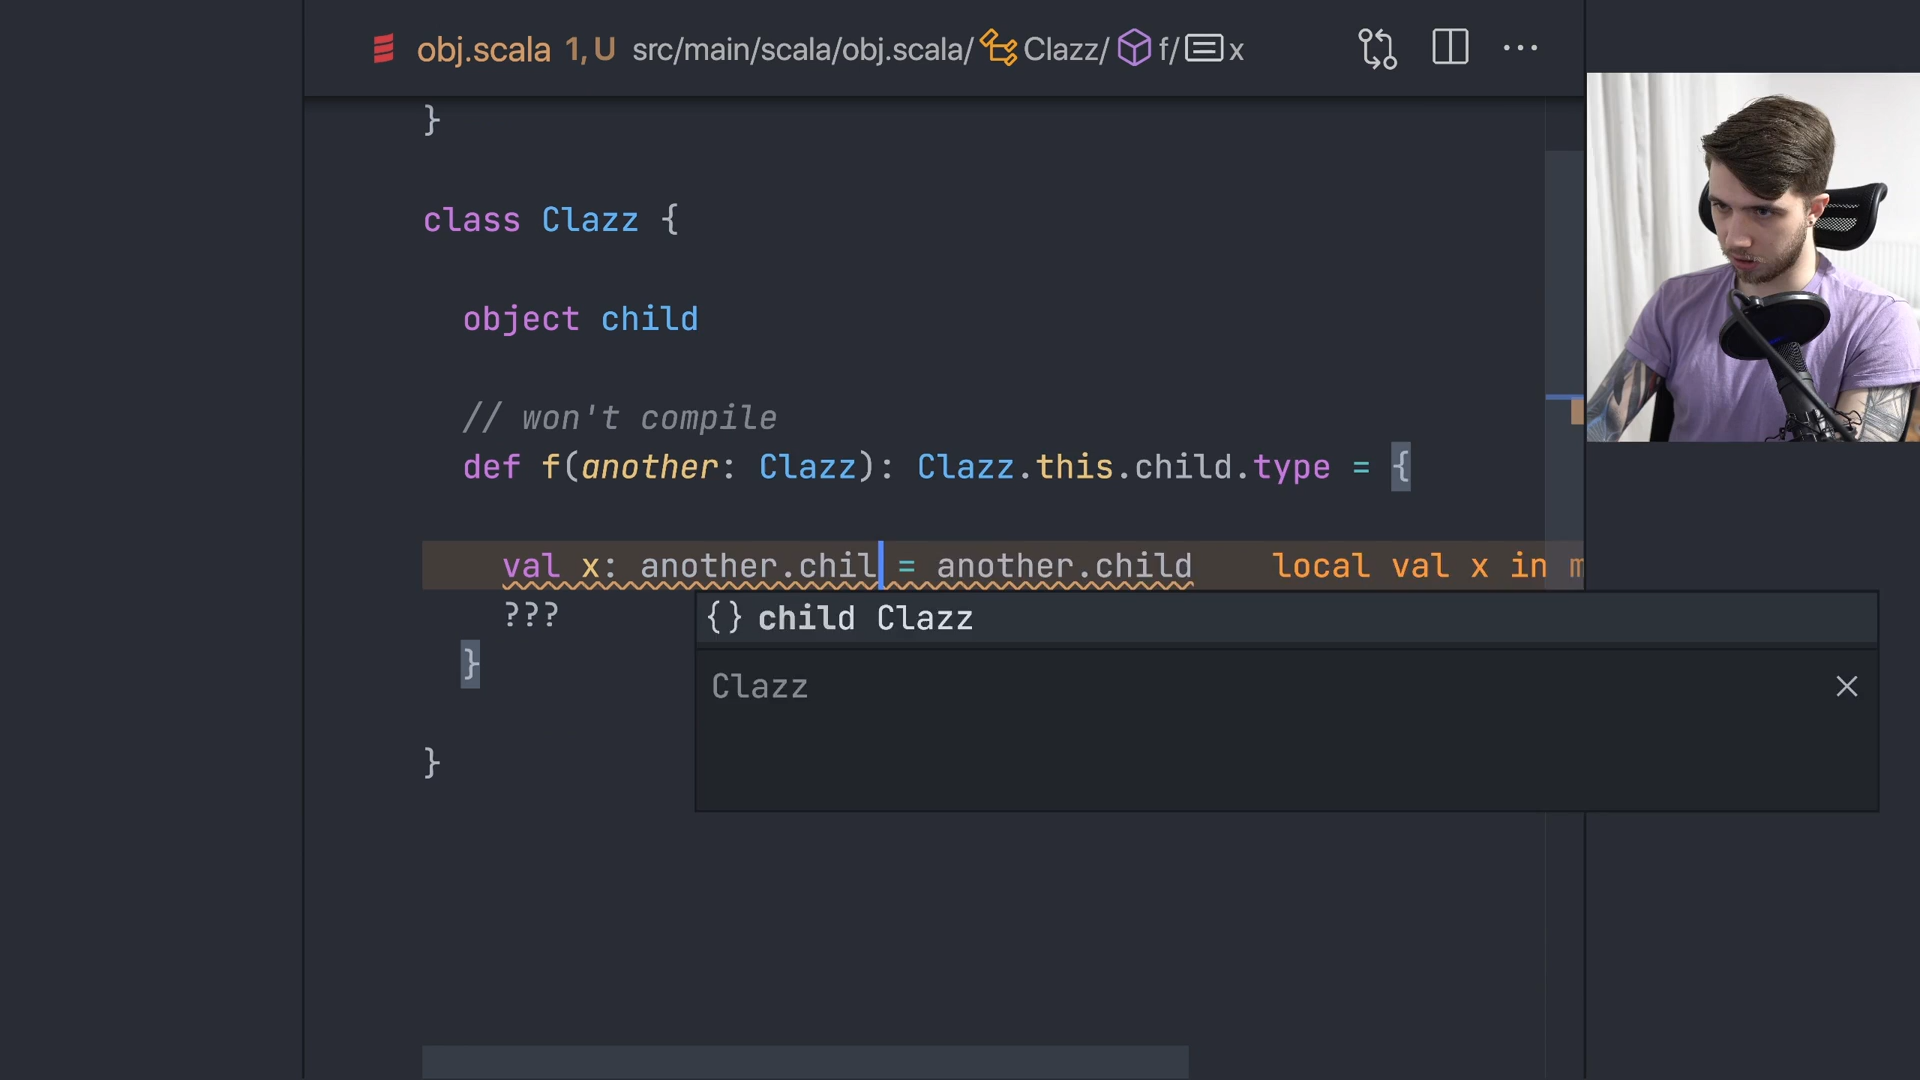 obj.scala 1, U src/main/scala/obj.scala/ Clazz/ f/ x
}
class Clazz {
object child
// won't compile
def f(another: Clazz): Clazz.this.child.type = {
val x: another.chil = another.child local val x in m
{} child Clazz
???
Clazz
}
}